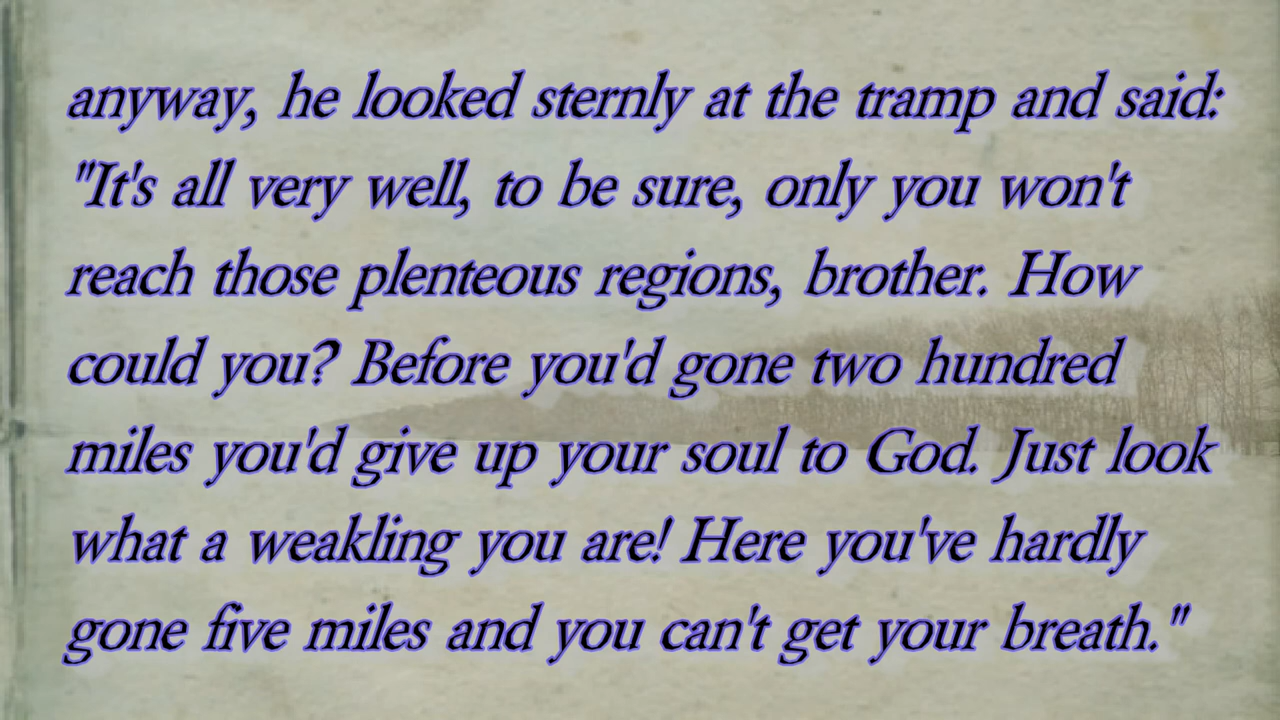 anyway, he looked sternly at the tramp and said:
"It's all very well, to be sure, only you won't
reach those plenteous regions, brother. How
could you? Before you'd gone two hundred
miles you'd give up your soul to God. Just look
what a weakling you are! Here you've hardly
gone five miles and you can't get your breath."